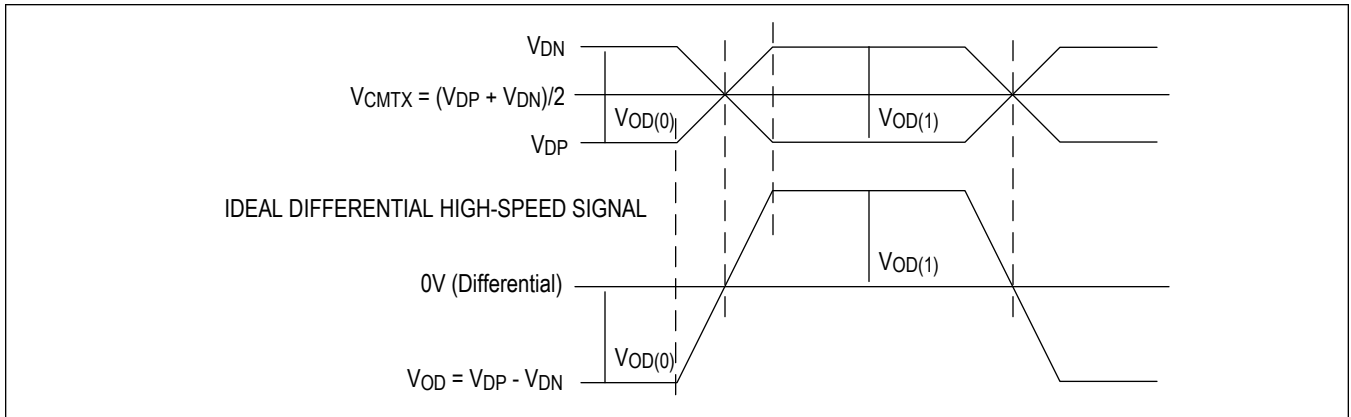 VDN
VCMTX = (VDP + VDN)/2
VOD(0) VOD(1)
VDP
IDEAL DIFFERENTIAL HIGH-SPEED SIGNAL
VOD(1)
0V (Differential)
VOD(0)
VOD = VDP - VDN